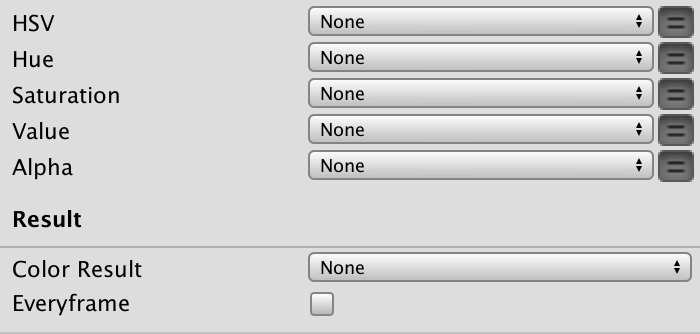 HSV None
Hue None
Saturation None
Value None
Alpha None
Result
Color Result None
Everyframe